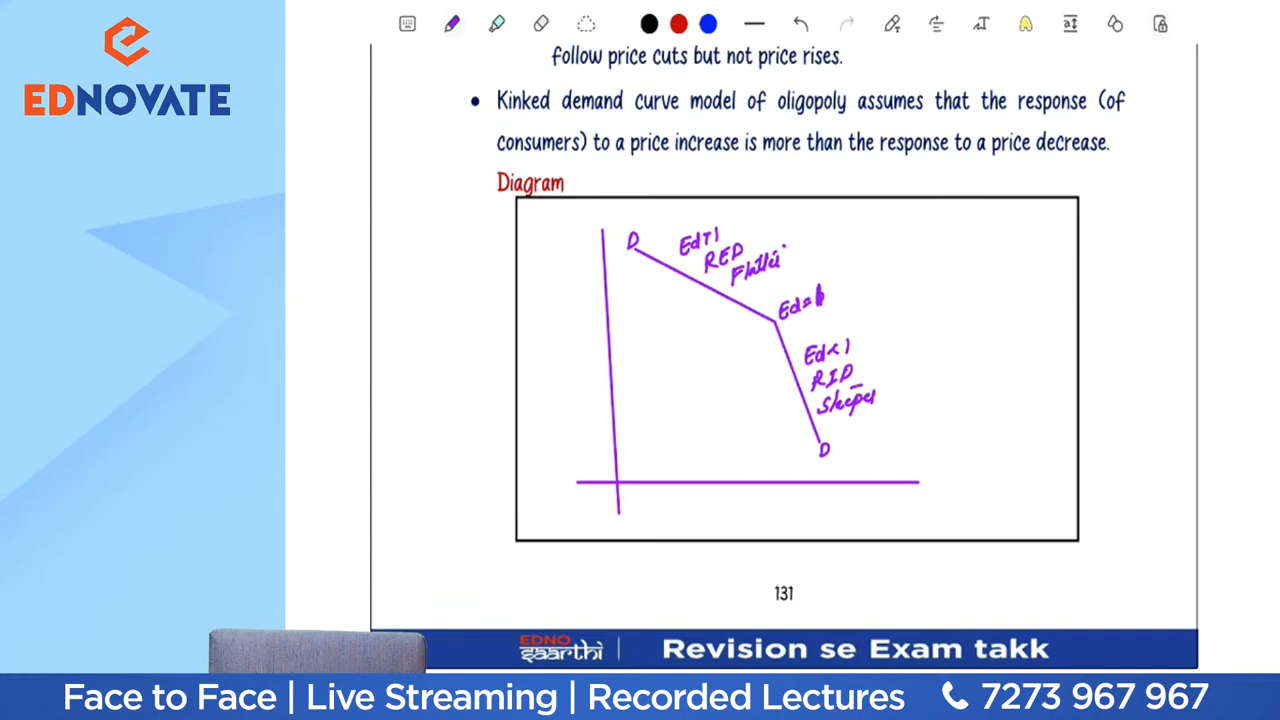 EDNOVATE
follow price cuts but not price rises.
• Kinked demand curve model of oligopoly assumes that the response (of
consumers) to a price increase is more than the response to a price decrease.
Diagram
D
Ed>1
RED
Flatter
Ed=
Ed<1
RID
Steeper
D
131
EDNO
saarthi
Revision se Exam takk
Face to Face | Live Streaming | Recorded Lectures 7273 967 967